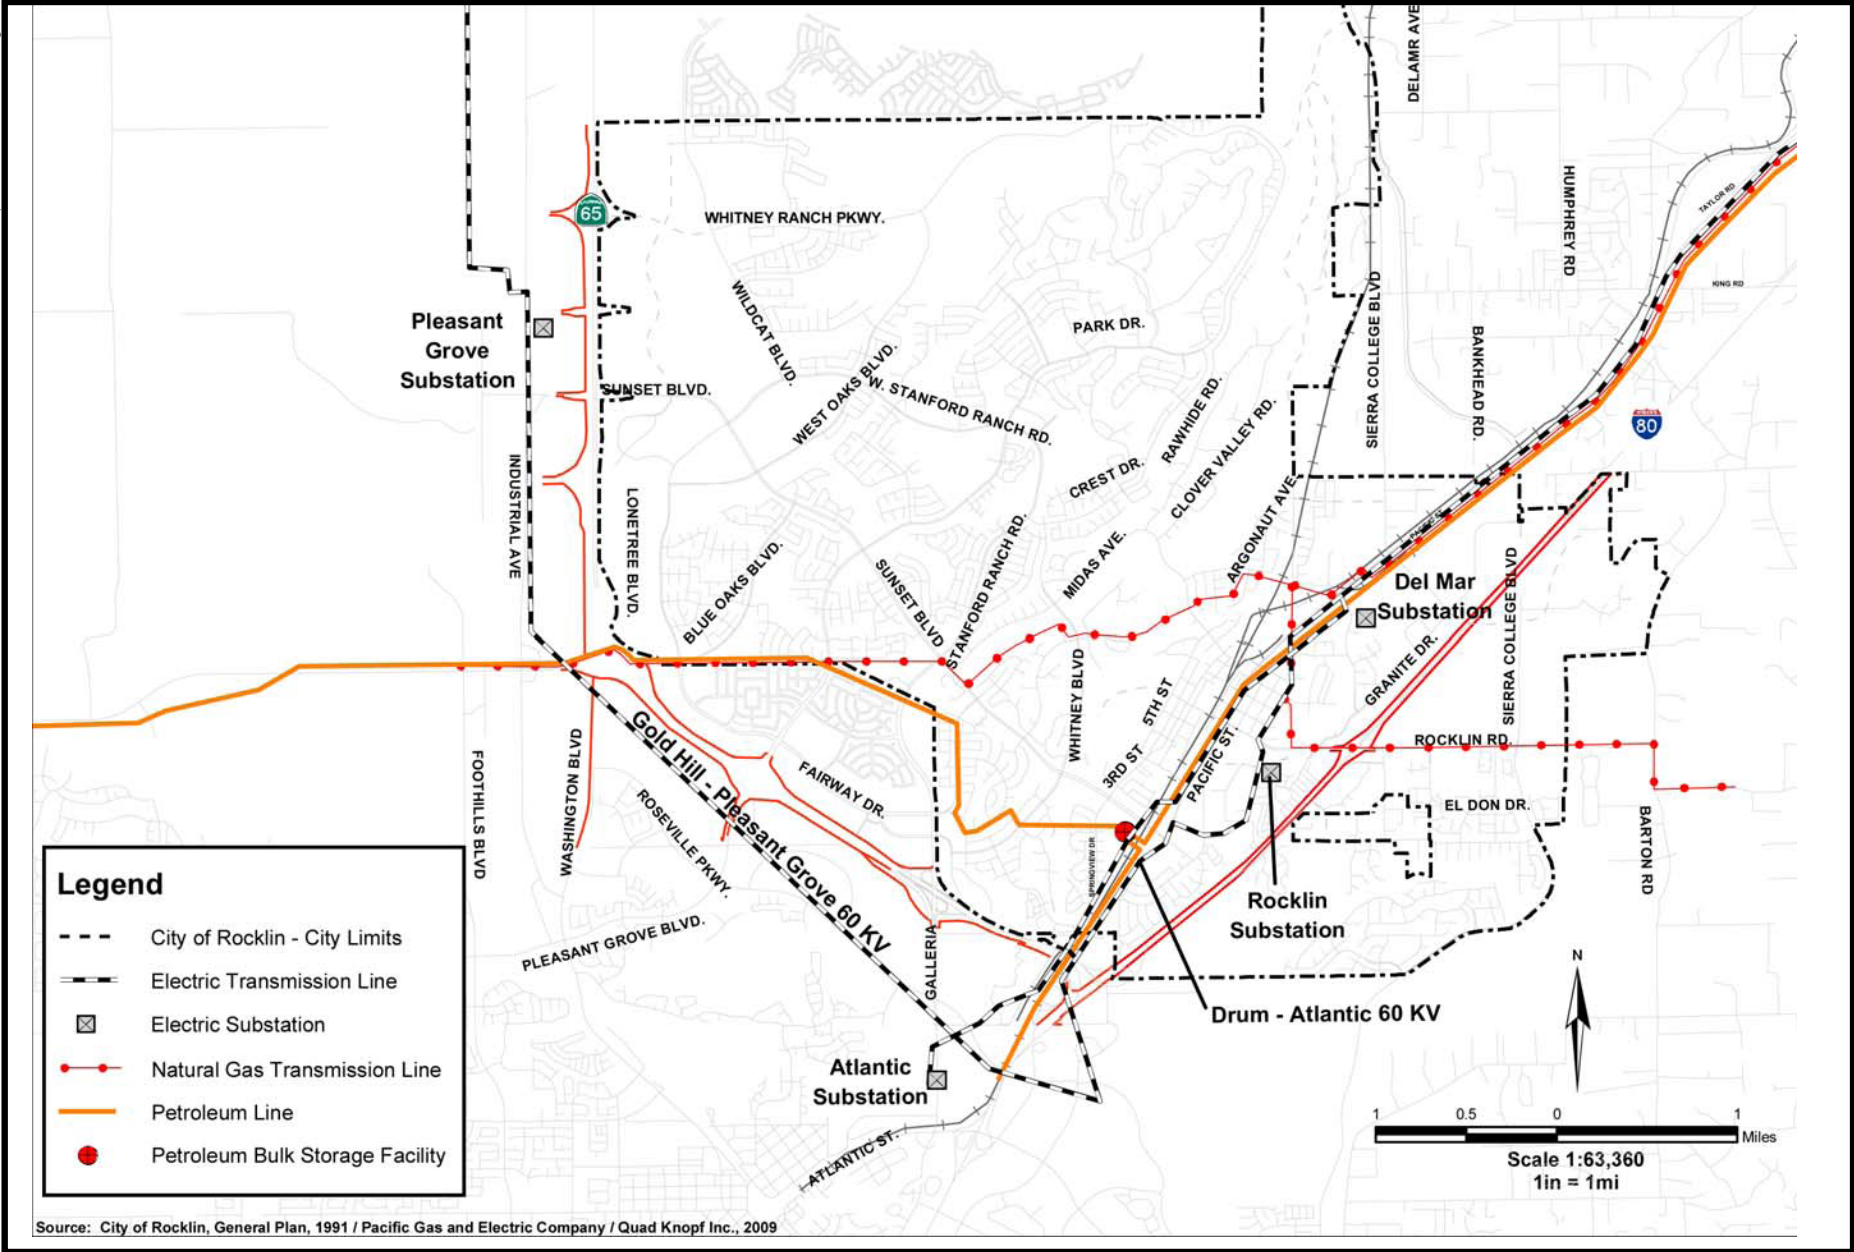 DELAMR AVE
65
WHITNEY RANCH PKWY.
HUMPHREY RD
TAYLOR RD
KING RD
Pleasant
Grove
Substation
WILDCAT BLVD.
PARK DR.
SIERRA COLLEGE BLVD
BANKHEAD RD.
SUNSET BLVD.
WEST OAKS BLVD.
W. STANFORD RANCH RD.
RAWHIDE RD.
CLOVER VALLEY RD.
80
INDUSTRIAL AVE
LONETREE BLVD.
CREST DR.
ARGONAUT AVE.
BLUE OAKS BLVD.
SUNSET BLVD
STANFORD RANCH RD.
MIDAS AVE.
Del Mar
Substation
SIERRA COLLEGE BLVD
GRANITE DR.
WHITNEY BLVD
5TH ST
3RD ST
PACIFIC ST.
ROCKLIN RD.
FOOTHILLS BLVD
WASHINGTON BLVD
Gold Hill - Pleasant Grove 60 KV
FAIRWAY DR.
ROSEVILLE PKWY.
EL DON DR.
BARTON RD
SPRINGVIEW DR
Rocklin
Substation
PLEASANT GROVE BLVD.
GALLERIA
Drum - Atlantic 60 KV
Atlantic
Substation
ATLANTIC ST.
Legend
City of Rocklin - City Limits
Electric Transmission Line
Electric Substation
Natural Gas Transmission Line
Petroleum Line
Petroleum Bulk Storage Facility
N
1 0.5 0 1
Miles
Scale 1:63,360
1in = 1mi
Source: City of Rocklin, General Plan, 1991 / Pacific Gas and Electric Company / Quad Knopf Inc., 2009